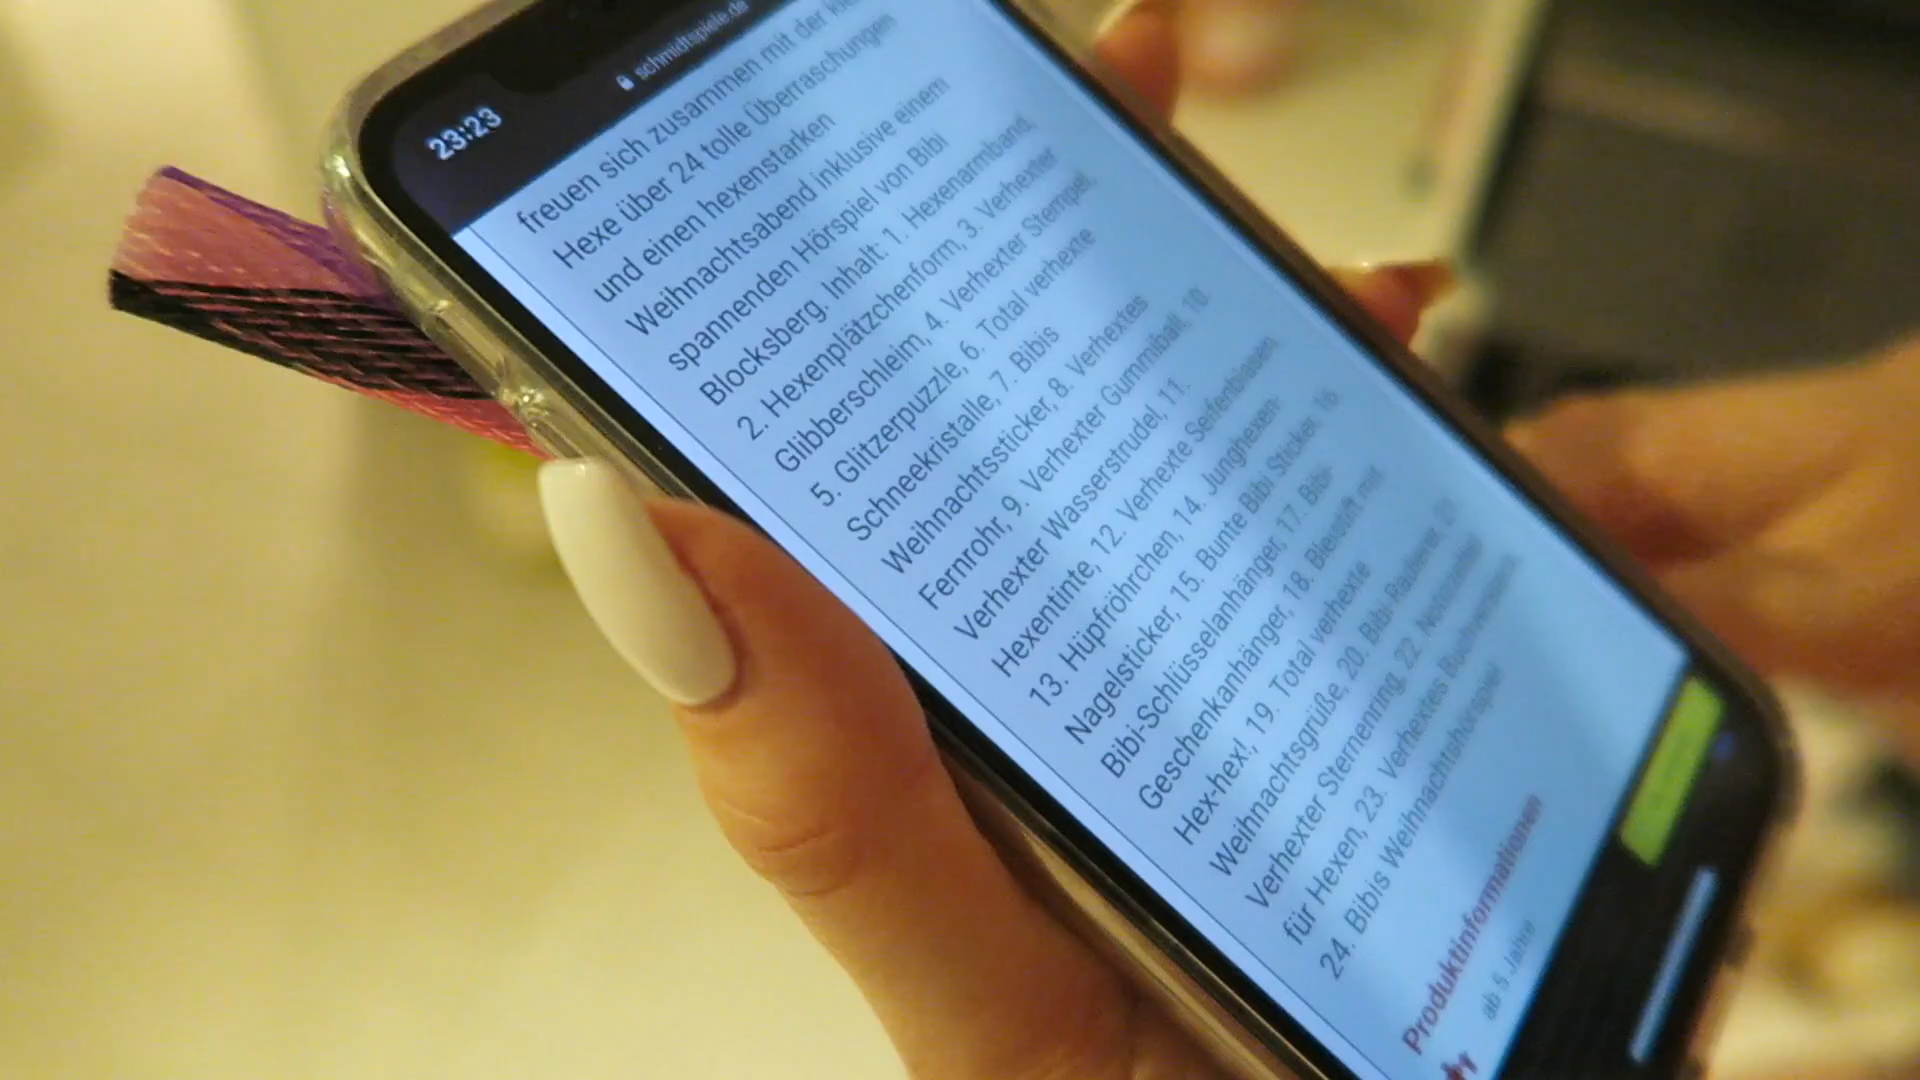 23:23
schmidtspiele.de
freuen sich zusammen mit der
Hexe über 24 tolle Überraschungen
und einen hexenstarken
Weihnachtsabend inklusive einem
spannenden Hörspiel von Bibi
Blocksberg. Inhalt: 1. Hexenarmband,
2. Hexenplätzchenform, 3. Verhexter
Glibberschleim, 4. Verhexter Stempel,
5. Glitzerpuzzle, 6. Total verhexte
Schneekristalle, 7. Bibis
Weihnachtssticker, 8. Verhextes
Fernrohr, 9. Verhexter Gummiball, 10.
Verhexter Wasserstrudel, 11.
Hexentinte, 12. Verhexte Seifenblasen,
13. Hüpfröhrchen, 14. Junghexen-
Nagelsticker, 15. Bunte Bibi Sticker, 16.
Bibi-Schlüsselanhänger, 17. Bibi-
Geschenkanhänger, 18. Bleistift mit
Hex-hex!, 19. Total verhexte
Weihnachtsgrüße, 20. Bibi Radierer, 21.
Verhexter Sternenring, 22. Notizzettel
für Hexen, 23. Verhextes Buchversteck,
24. Bibis Weihnachtshörspiel
Produktinformationen
ab 5 Jahre